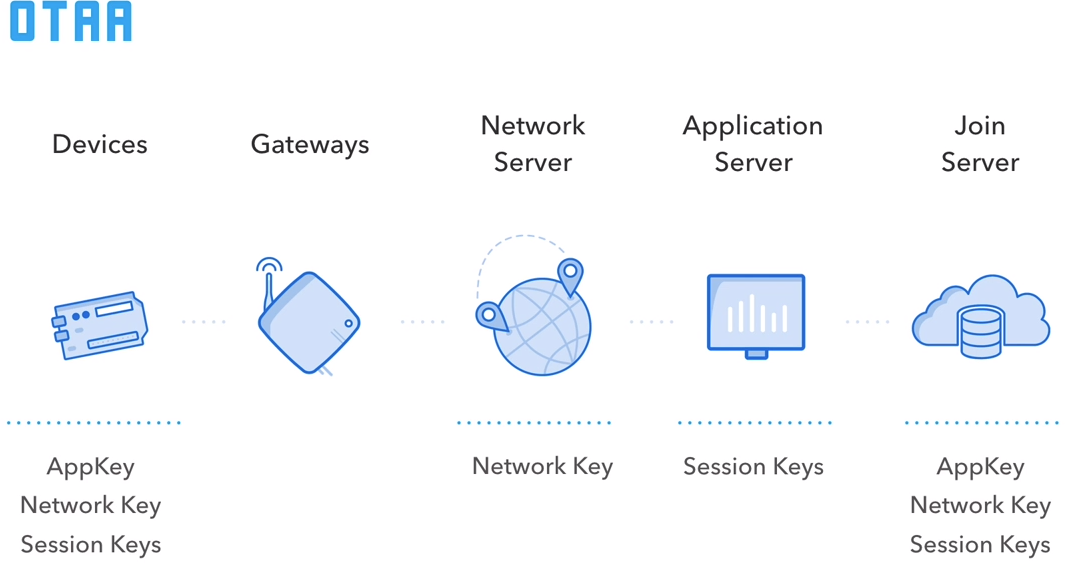 OTAA
Devices
Gateways
Network
Server
Application
Server
Join
Server
AppKey
Network Key
Session Keys
Network Key
Session Keys
AppKey
Network Key
Session Keys